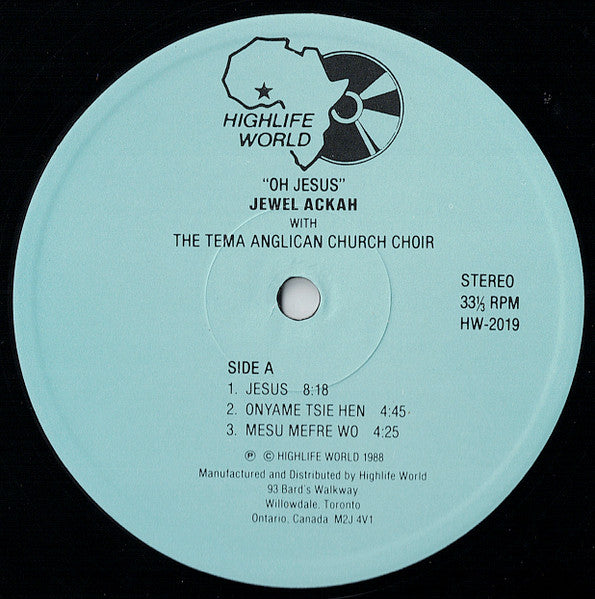 HIGHLIFE
WORLD
"OH JESUS"
JEWEL ACKAH
WITH
THE TEMA ANGLICAN CHURCH CHOIR
STEREO
33⅓ RPM
HW-2019
SIDE A
1. JESUS 8:18
2. ONYAME TSIE HEN 4:45
3. MESU MEFRE WO 4:25
Ⓟ © HIGHLIFE WORLD 1988
Manufactured and Distributed by Highlife World
93 Bard's Walkway
Willowdale, Toronto
Ontario, Canada M2J 4V1